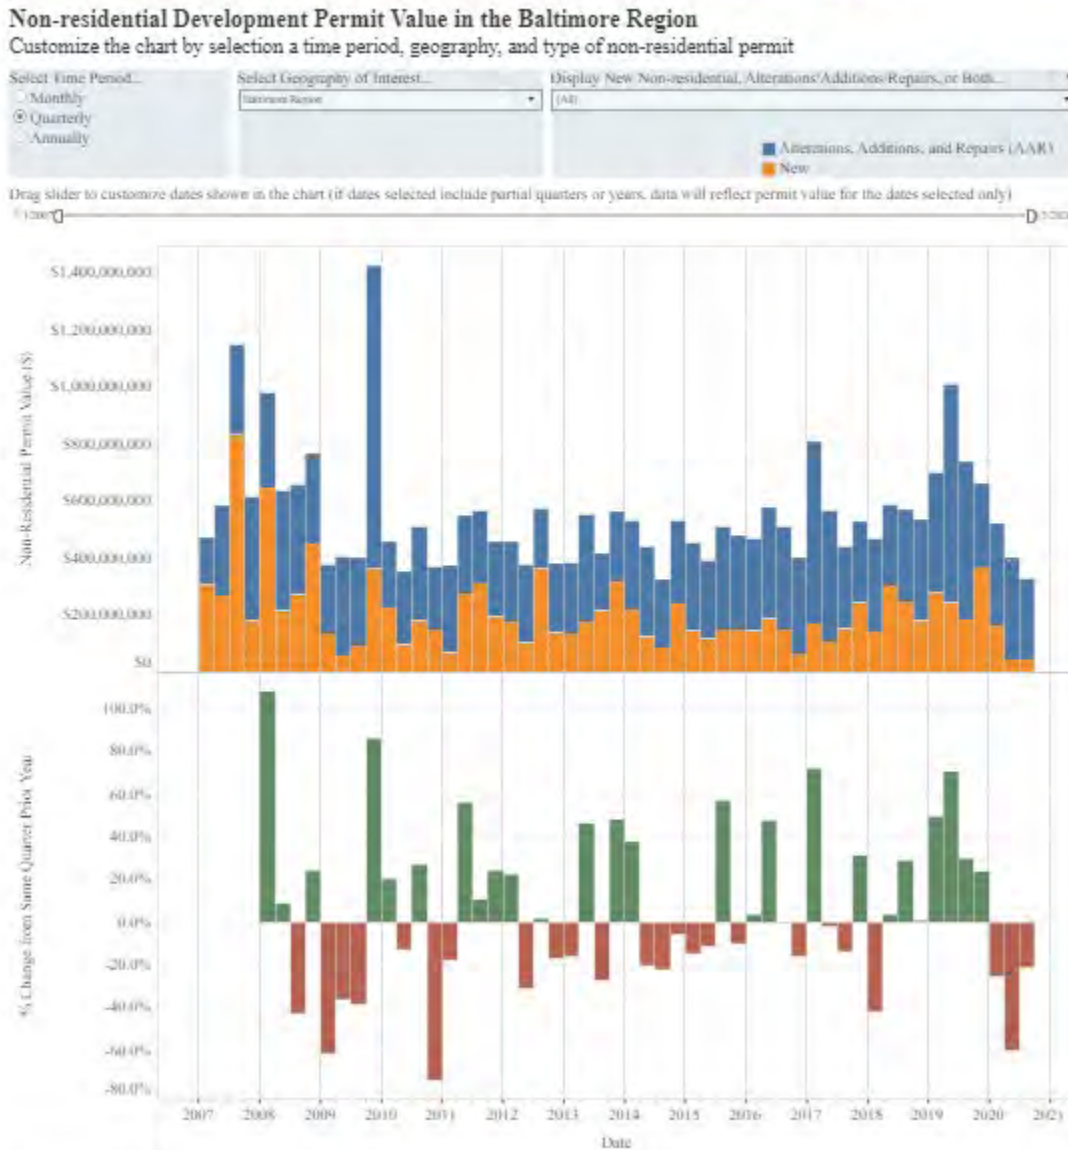 Non-residential Development Permit Value in the Baltimore Region
Customize the chart by selection a time period, geography, and type of non-residential permit
Select Time Period...
Monthly
Quarterly
Annually
Select Geography of Interest...
Baltimore Region
Display New Non-residential, Alterations/Additions/Repairs, or Both...
(All)
Alterations, Additions, and Repairs (AAR)
New
Drag slider to customize dates shown in the chart (if dates selected include partial quarters or years, data will reflect permit value for the dates selected only)
Non-Residential Permit Value ($)
$1,400,000,000
$1,200,000,000
$1,000,000,000
$800,000,000
$600,000,000
$400,000,000
$200,000,000
$0
% Change from Same Quarter Prior Year
100.0%
80.0%
60.0%
40.0%
20.0%
0.0%
-20.0%
-40.0%
-60.0%
-80.0%
2007 2008 2009 2010 2011 2012 2013 2014 2015 2016 2017 2018 2019 2020 2021
Date